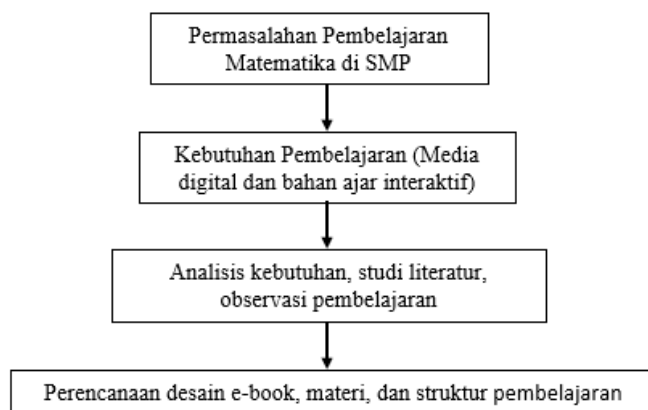 Permasalahan Pembelajaran
Matematika di SMP
Kebutuhan Pembelajaran (Media
digital dan bahan ajar interaktif)
Analisis kebutuhan, studi literatur,
observasi pembelajaran
Perencanaan desain e-book, materi, dan struktur pembelajaran